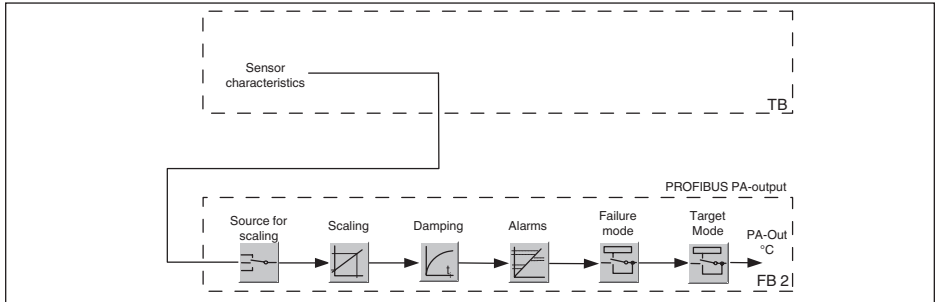 Sensor
characteristics
TB
PROFIBUS PA-output
Source for
scaling
Scaling
Damping
Alarms
Failure
mode
Target
Mode
PA-Out
°C
t
FB 2